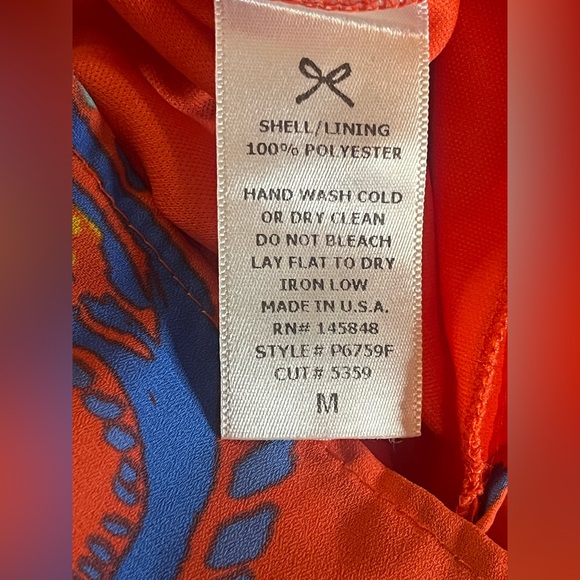 SHELL/LINING
100% POLYESTER
HAND WASH COLD
OR DRY CLEAN
DO NOT BLEACH
LAY FLAT TO DRY
IRON LOW
MADE IN U.S.A.
RN# 145848
STYLE# P6759F
CUT# 5359
M